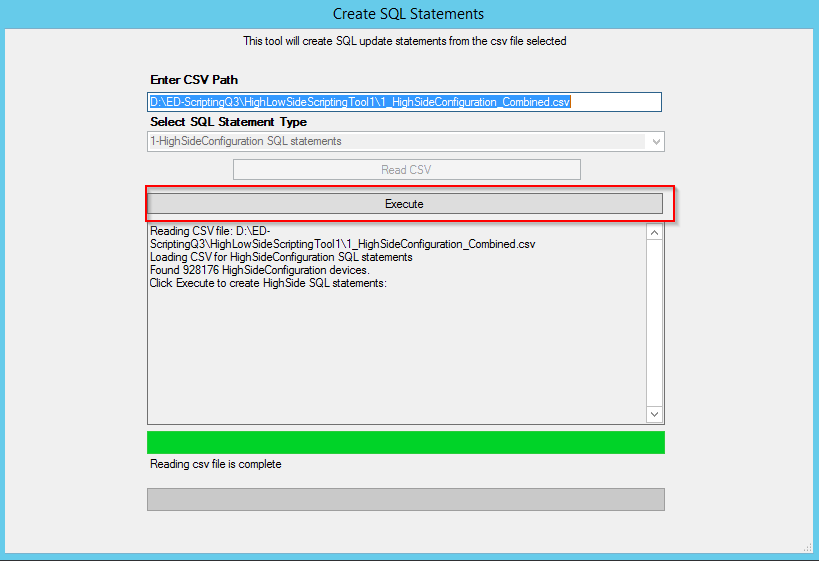 Create SQL Statements
This tool will create SQL update statements from the csv file selected
Enter CSV Path
D:\ED-ScriptingQ3\HighLowSideScriptingTool1\1_HighSideConfiguration_Combined.csv
Select SQL Statement Type
1-HighSideConfiguration SQL statements
Read CSV
Execute
Reading CSV file: D:\ED-
ScriptingQ3\HighLowSideScriptingTool1\1_HighSideConfiguration_Combined.csv
Loading CSV for HighSideConfiguration SQL statements
Found 928176 HighSideConfiguration devices.
Click Execute to create HighSide SQL statements:
Reading csv file is complete